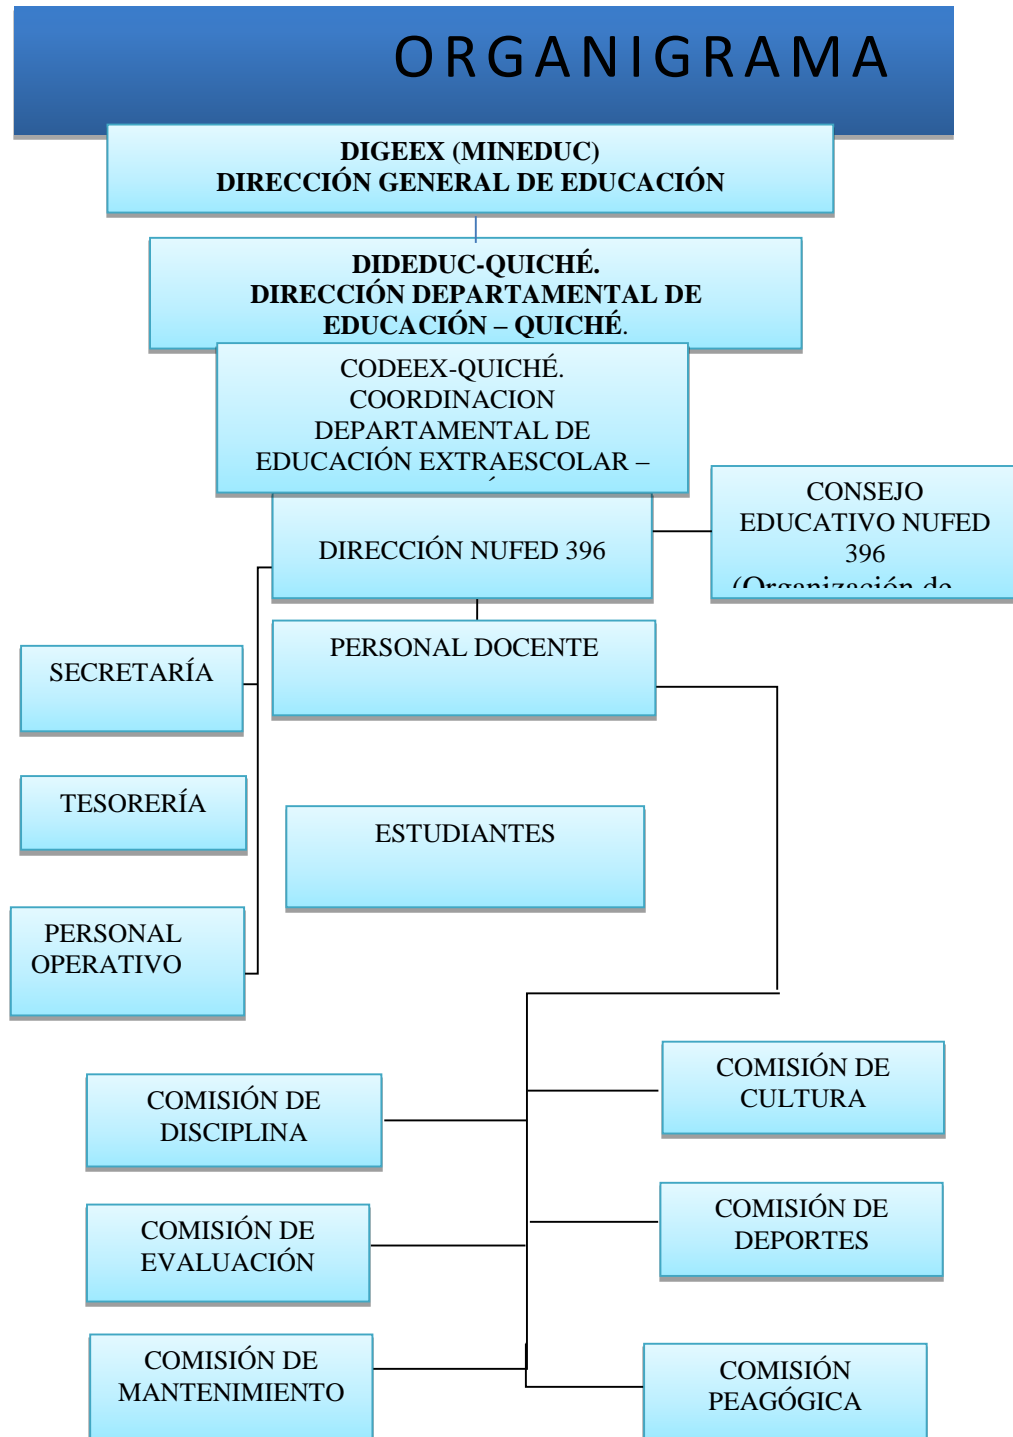 ORGANIGRAMA
DIGEEX (MINEDUC)
DIRECCIÓN GENERAL DE EDUCACIÓN
DIDEDUC-QUICHÉ.
DIRECCIÓN DEPARTAMENTAL DE
EDUCACIÓN – QUICHÉ.
CODEEX-QUICHÉ.
COORDINACION
DEPARTAMENTAL DE
EDUCACIÓN EXTRAESCOLAR –
CONSEJO
EDUCATIVO NUFED
396
(Organización de
DIRECCIÓN NUFED 396
PERSONAL DOCENTE
SECRETARÍA
TESORERÍA
ESTUDIANTES
PERSONAL
OPERATIVO
COMISIÓN DE
CULTURA
COMISIÓN DE
DISCIPLINA
COMISIÓN DE
DEPORTES
COMISIÓN DE
EVALUACIÓN
COMISIÓN DE
MANTENIMIENTO
COMISIÓN
PEAGÓGICA